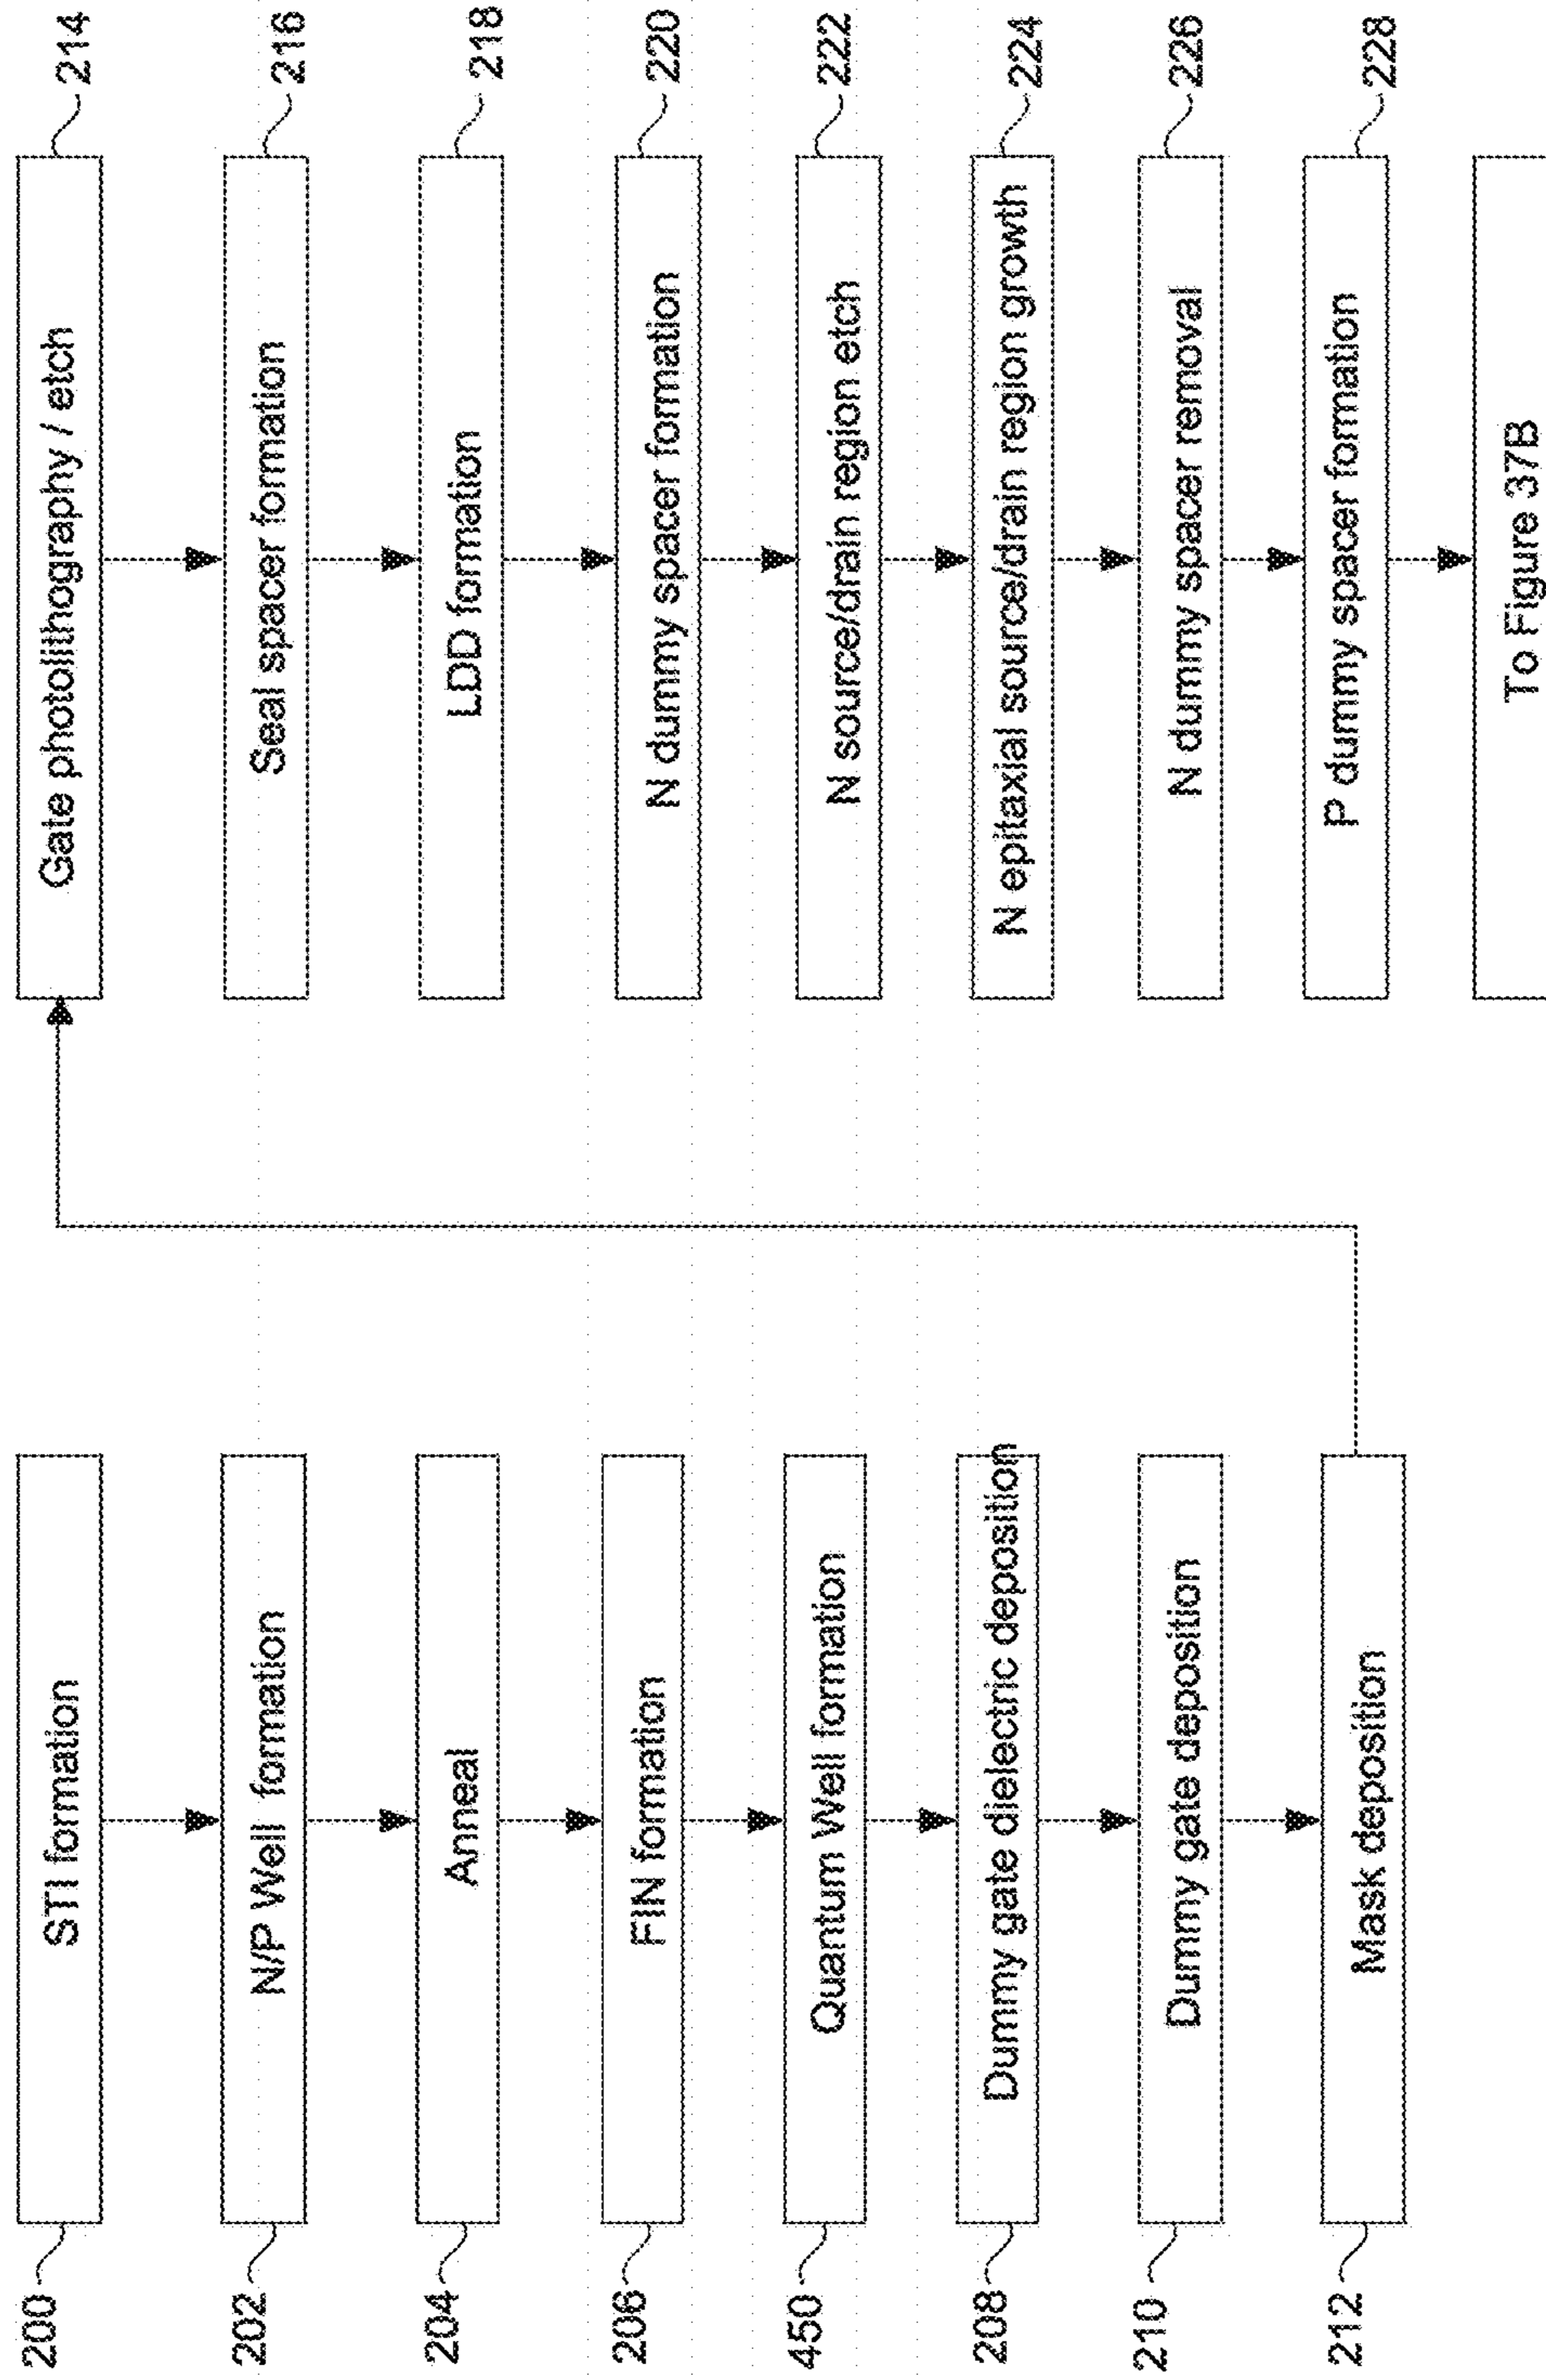 200
STI formation
202
N/P Well formation
204
Anneal
206
FIN formation
450
Quantum Well formation
208
Dummy gate dielectric deposition
210
Dummy gate deposition
212
Mask deposition
Gate photolithography / etch
214
Seal spacer formation
216
LDD formation
218
N dummy spacer formation
220
N source/drain region etch
222
N epitaxial source/drain region growth
224
N dummy spacer removal
226
P dummy spacer formation
228
To Figure 37B